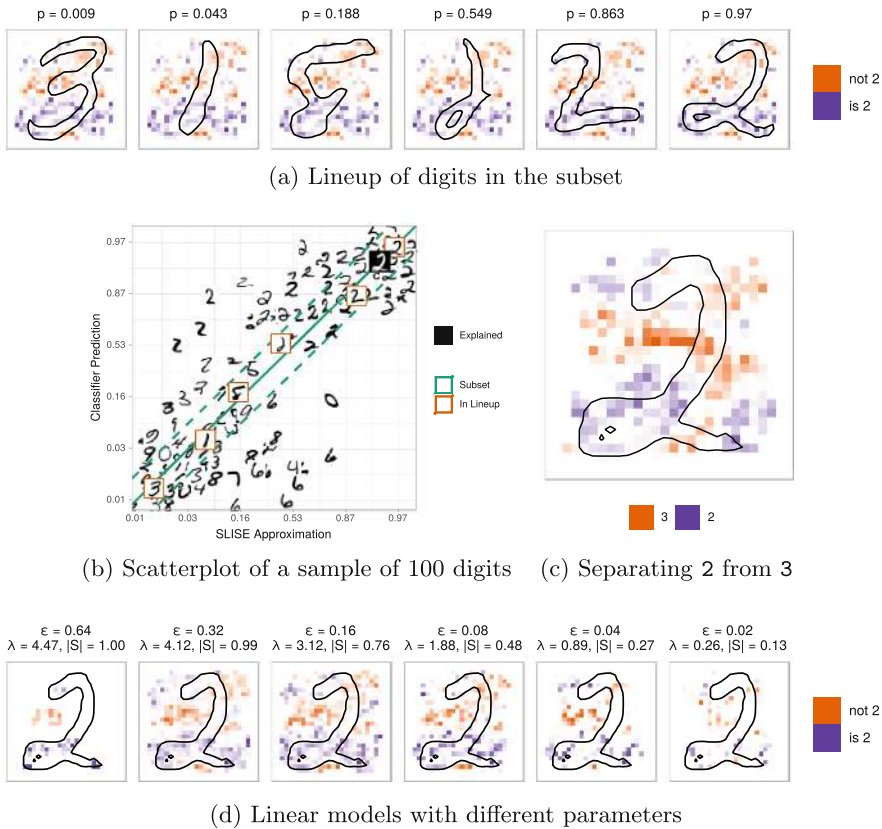 p = 0.009 p = 0.043 p = 0.188 p = 0.549 p = 0.863 p = 0.97
not 2
is 2
(a) Lineup of digits in the subset
0.97
0.87
0.53
0.16
0.03
0.01
Classifier Prediction
0.01 0.03 0.16 0.53 0.87 0.97
SLISE Approximation
Explained
Subset
In Lineup
3 2
(b) Scatterplot of a sample of 100 digits (c) Separating 2 from 3
ε = 0.64 ε = 0.32 ε = 0.16 ε = 0.08 ε = 0.04 ε = 0.02
λ = 4.47, |S| = 1.00 λ = 4.12, |S| = 0.99 λ = 3.12, |S| = 0.76 λ = 1.88, |S| = 0.48 λ = 0.89, |S| = 0.27 λ = 0.26, |S| = 0.13
not 2
is 2
(d) Linear models with different parameters